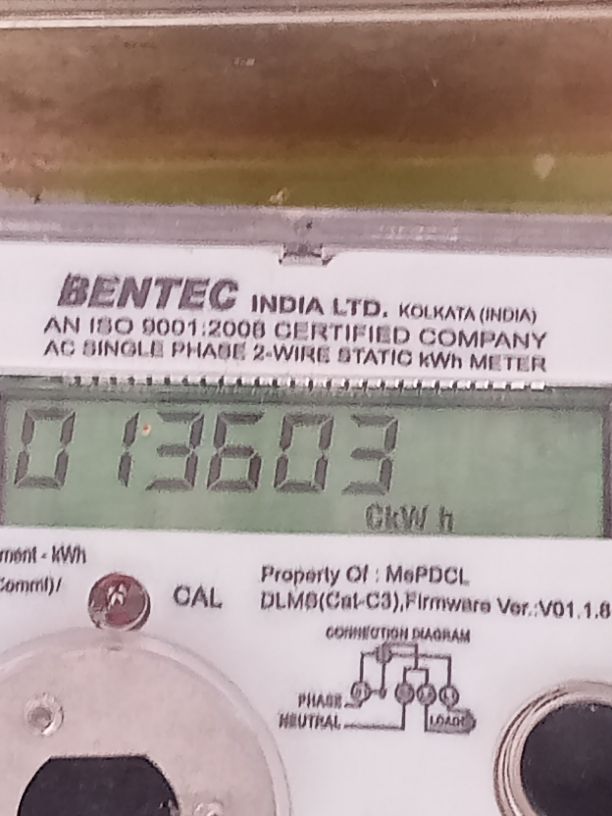 BENTEC INDIA LTD. KOLKATA (INDIA)
AN ISO 9001:2008 CERTIFIED COMPANY
AC SINGLE PHASE 2-WIRE STATIC kWh METER
013603
CkW h
ment - kWh
Comml)/
CAL
Property Of : MePDCL
DLMS(Cat-C3),Firmware Ver.:V01.1.8
CONNECTION DIAGRAM
PHASE
NEUTRAL
LOAD